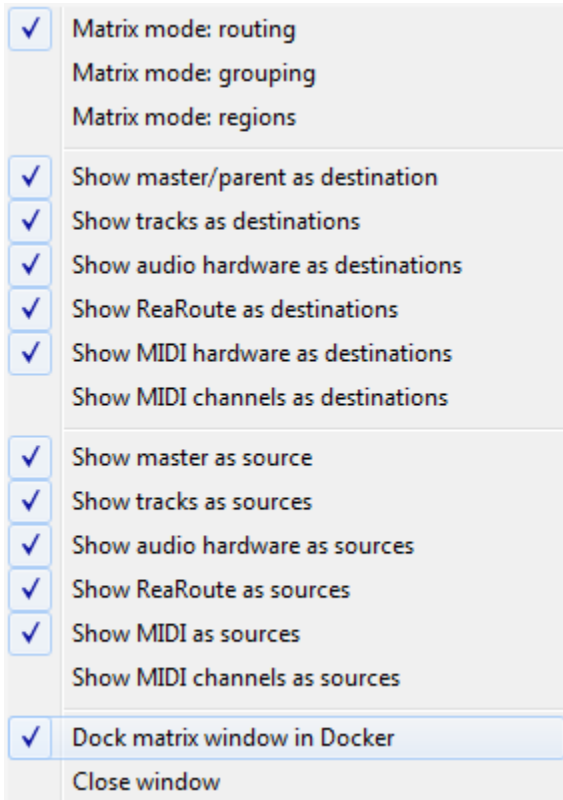 Matrix mode: routing
Matrix mode: grouping
Matrix mode: regions
Show master/parent as destination
Show tracks as destinations
Show audio hardware as destinations
Show ReaRoute as destinations
Show MIDI hardware as destinations
Show MIDI channels as destinations
Show master as source
Show tracks as sources
Show audio hardware as sources
Show ReaRoute as sources
Show MIDI as sources
Show MIDI channels as sources
Dock matrix window in Docker
Close window